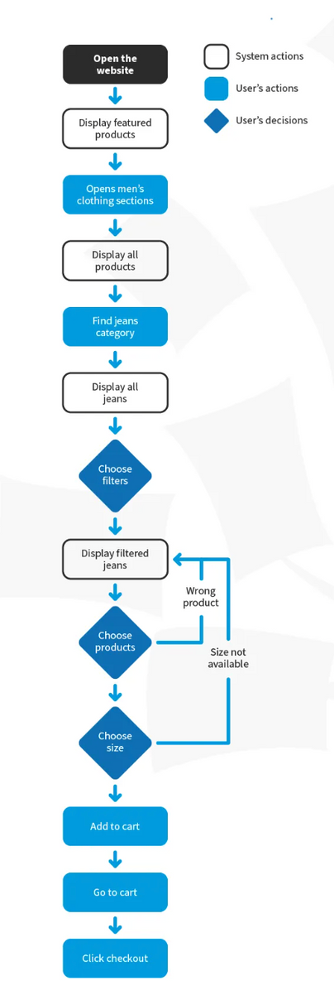 Open the
website
System actions
User's actions
User's decisions
Display featured
products
Opens men's
clothing sections
Display all
products
Find jeans
category
Display all
jeans
Choose
filters
Display filtered
jeans
Wrong
product
Choose
products
Size not
available
Choose
size
Add to cart
Go to cart
Click checkout